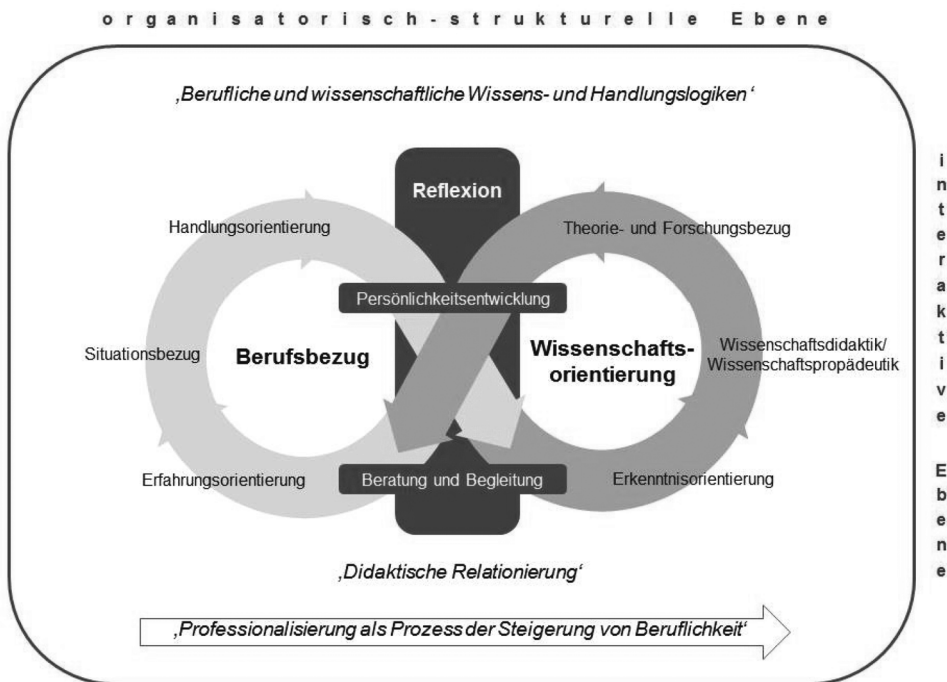 organisatorisch-strukturelle Ebene
‚Berufliche und wissenschaftliche Wissens- und Handlungslogiken‘
Reflexion
Handlungsorientierung
Theorie- und Forschungsbezug
Persönlichkeitsentwicklung
Situationsbezug
Berufsbezug
Wissenschafts-
orientierung
Wissenschaftsdidaktik/
Wissenschaftspropädeutik
Erfahrungsorientierung
Beratung und Begleitung
Erkenntnisorientierung
‚Didaktische Relationierung‘
‚Professionalisierung als Prozess der Steigerung von Beruflichkeit‘
interaktive Ebene